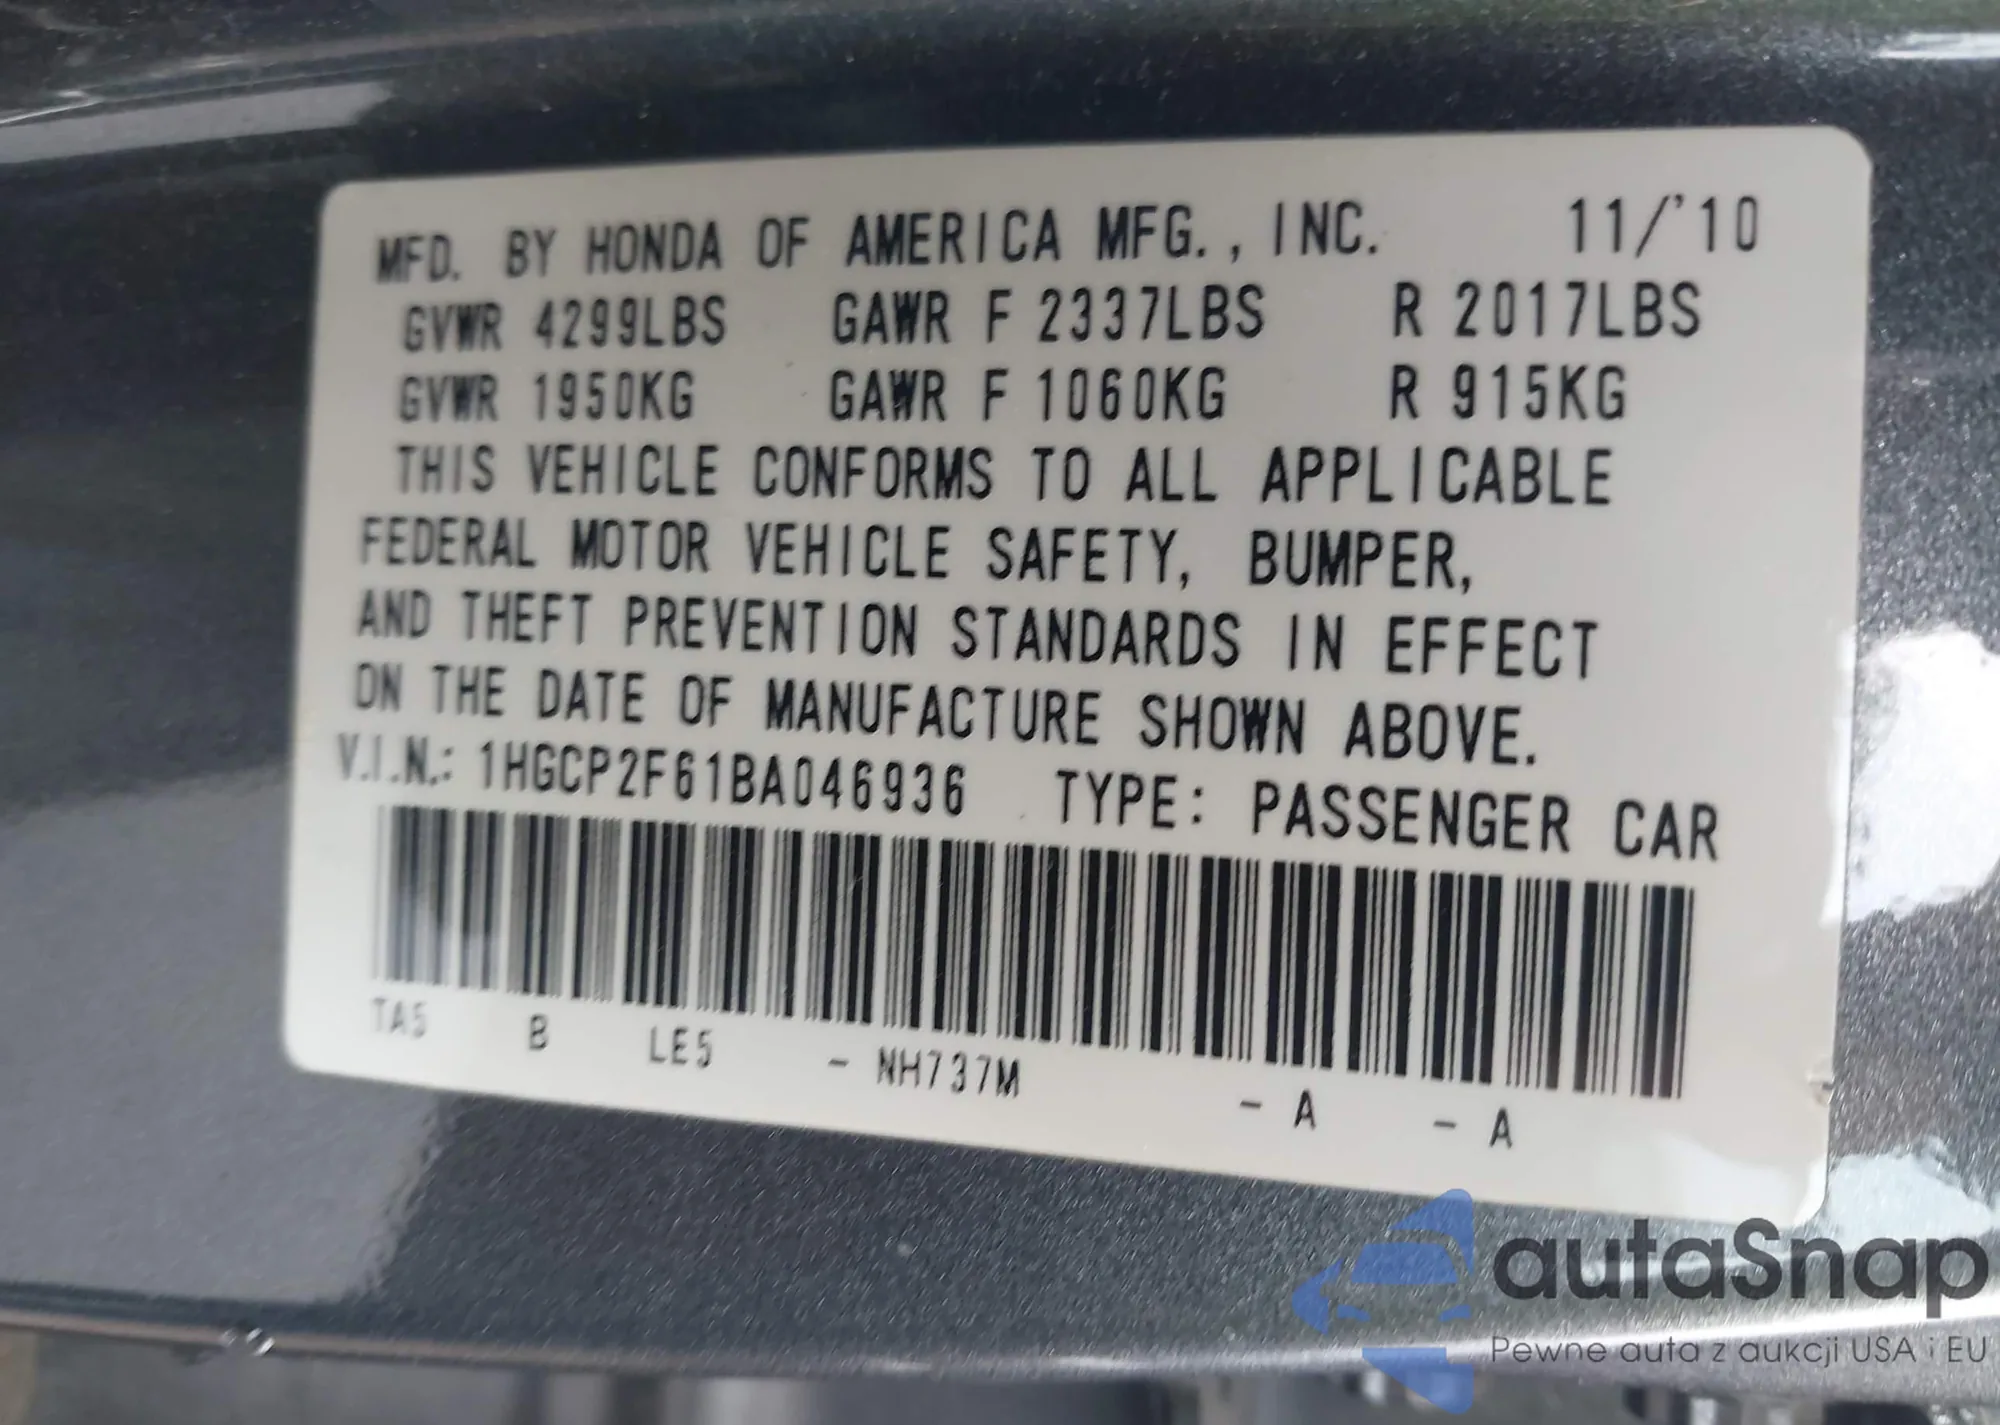 MFD. BY HONDA OF AMERICA MFG., INC. 11/'10
GVWR 4299LBS GAWR F 2337LBS R 2017LBS
GVWR 1950KG GAWR F 1060KG R 915KG
THIS VEHICLE CONFORMS TO ALL APPLICABLE
FEDERAL MOTOR VEHICLE SAFETY, BUMPER,
AND THEFT PREVENTION STANDARDS IN EFFECT
ON THE DATE OF MANUFACTURE SHOWN ABOVE.
V.I.N.: 1HGCP2F61BA046936 TYPE: PASSENGER CAR
TA5 B LE5 - NH737M - A - A
autaSnap
Pewne auta z aukcji USA i EU